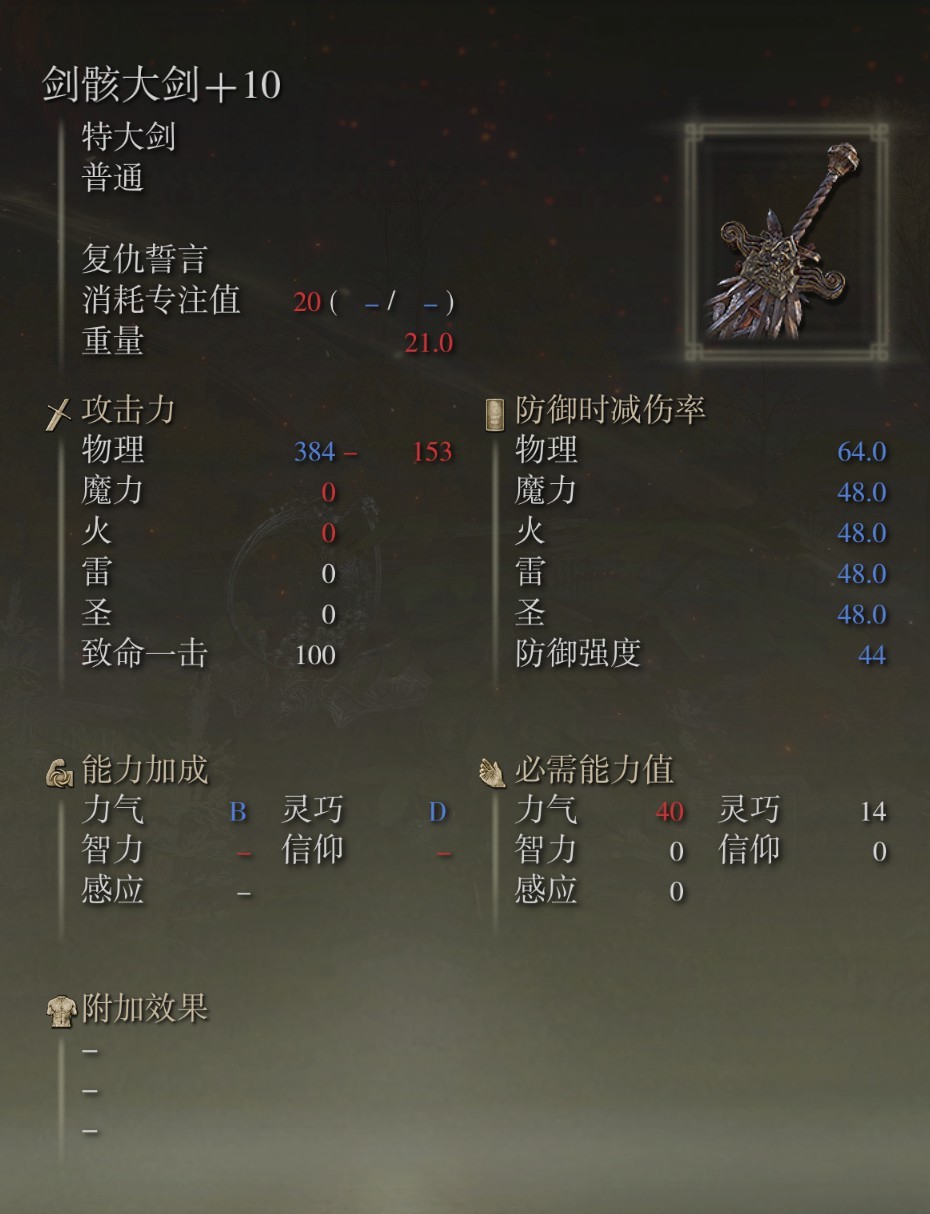 剑骸大剑+10
特大剑
普通
复仇誓言
消耗专注值 20 ( – / – )
重量 21.0
攻击力
物理 384 – 153
魔力 0
火 0
雷 0
圣 0
致命一击 100
防御时减伤率
物理 64.0
魔力 48.0
火 48.0
雷 48.0
圣 48.0
防御强度 44
能力加成
力气 B 灵巧 D
智力 – 信仰 –
感应 –
必需能力值
力气 40 灵巧 14
智力 0 信仰 0
感应 0
附加效果
–
–
–